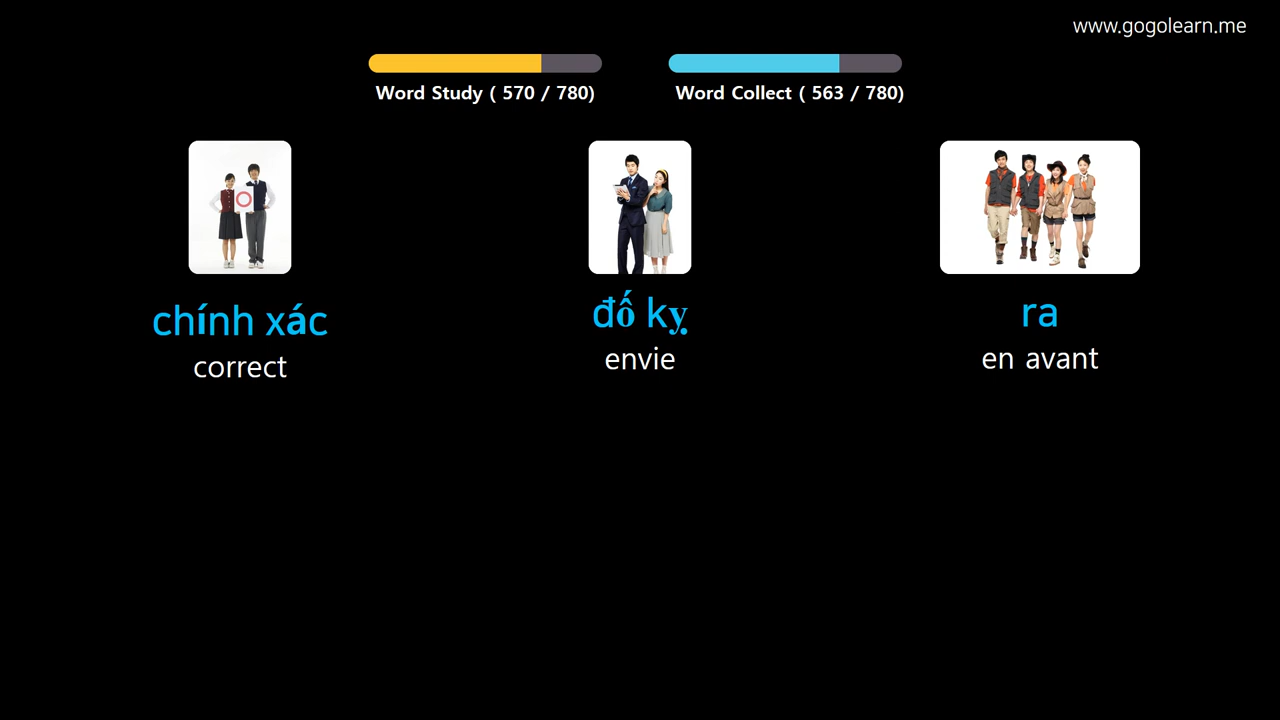 www.gogolearn.me
Word Study ( 570 / 780)
Word Collect ( 563 / 780)
chính xác
correct
đố kỵ
envie
ra
en avant